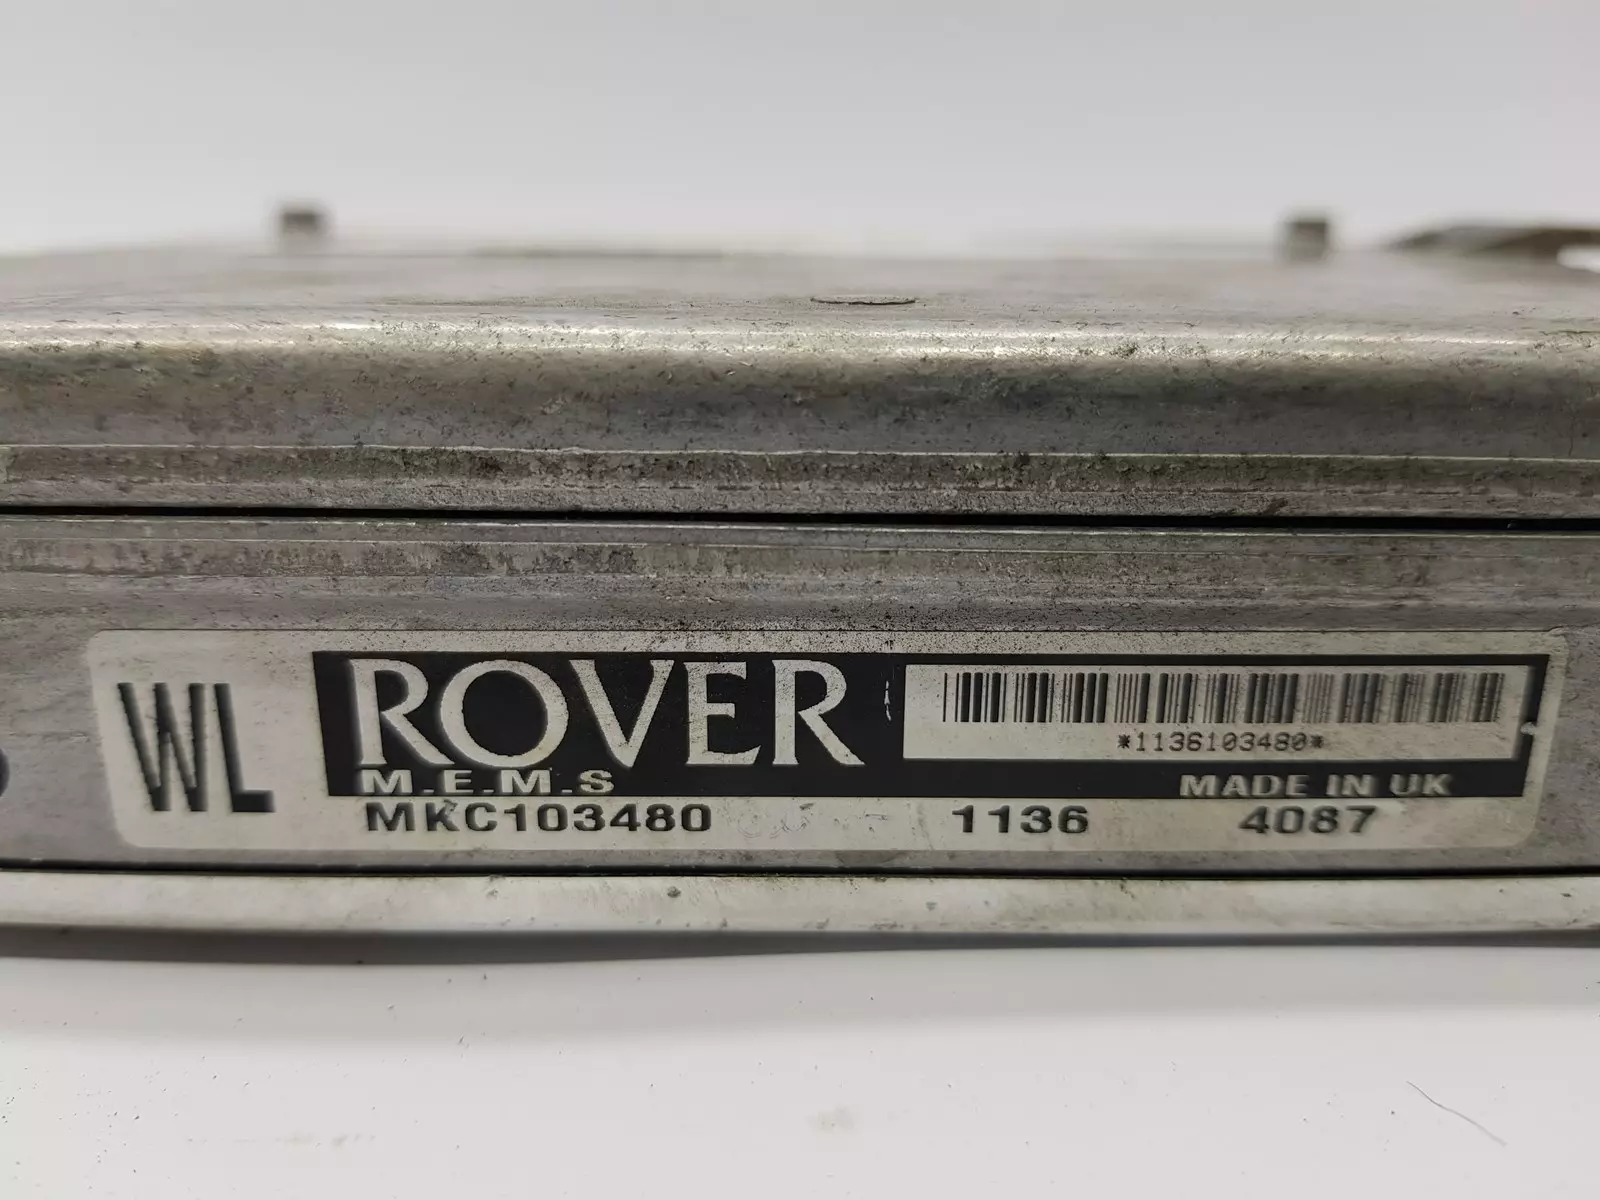 WL
ROVER
*1136103480*
M.E.M.S
MADE IN UK
MKC103480
1136
4087